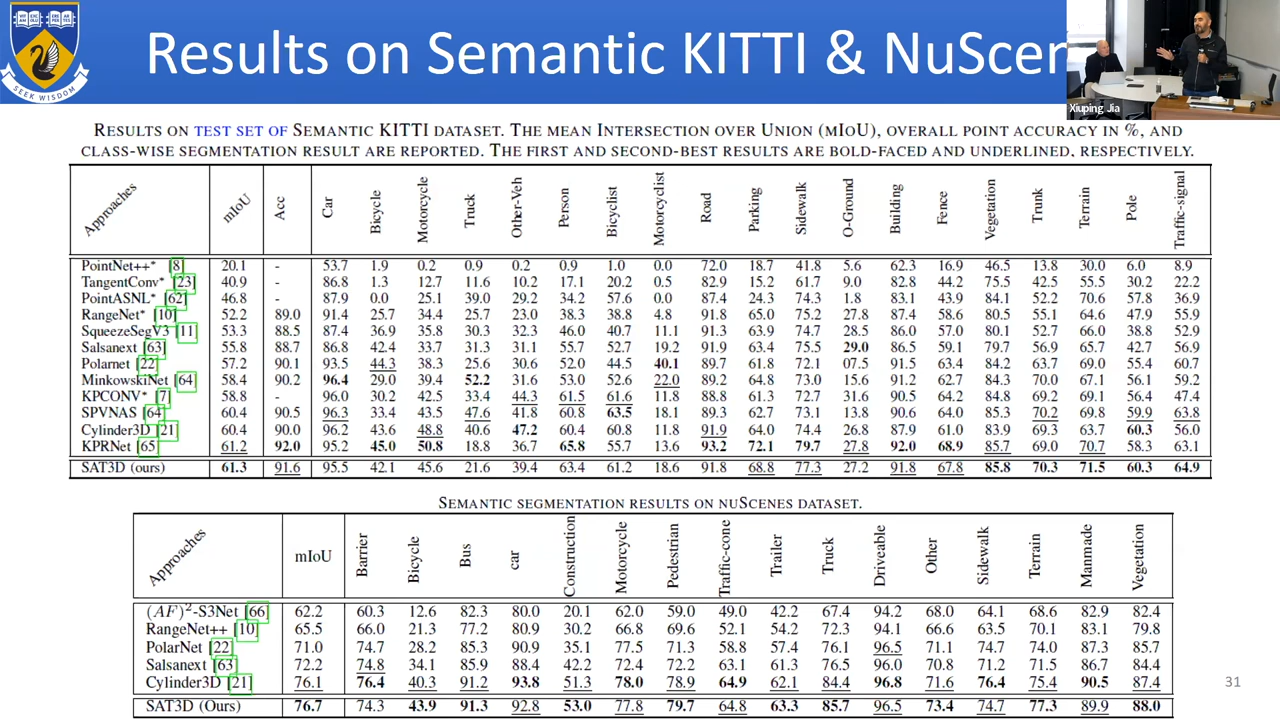 Results on Semantic KITTI & NuScen
SEEK WISDOM
Xiuping Jia
RESULTS ON TEST SET OF SEMANTIC KITTI DATASET. THE MEAN INTERSECTION OVER UNION (MIOU), OVERALL POINT ACCURACY IN %, AND
CLASS-WISE SEGMENTATION RESULT ARE REPORTED. THE FIRST AND SECOND-BEST RESULTS ARE BOLD-FACED AND UNDERLINED, RESPECTIVELY.
Approaches mIoU Acc Car Bicycle Motorcycle Truck Other-Veh Person Bicyclist Motorcyclist Road Parking Sidewalk O-Ground Building Fence Vegetation Trunk Terrain Pole Traffic-signal
PointNet++* [8] 20.1 - 53.7 1.9 0.2 0.9 0.2 0.9 1.0 0.0 72.0 18.7 41.8 5.6 62.3 16.9 46.5 13.8 30.0 6.0 8.9
TangentConv* [23] 40.9 - 86.8 1.3 12.7 11.6 10.2 17.1 20.2 0.5 82.9 15.2 61.7 9.0 82.8 44.2 75.5 42.5 55.5 30.2 22.2
PointASNL* [62] 46.8 - 87.9 0.0 25.1 39.0 29.2 34.2 57.6 0.0 87.4 24.3 74.3 1.8 83.1 43.9 84.1 52.2 70.6 57.8 36.9
RangeNet* [10] 52.2 89.0 91.4 25.7 34.4 25.7 23.0 38.3 38.8 4.8 91.8 65.0 75.2 27.8 87.4 58.6 80.5 55.1 64.6 47.9 55.9
SqueezeSegV3 [11] 53.3 88.5 87.4 36.9 35.8 30.3 32.3 46.0 40.7 11.1 91.3 63.9 74.7 28.5 86.0 57.0 80.1 52.7 66.0 38.8 52.9
Salsanext [63] 55.8 88.7 86.8 42.4 33.7 31.3 31.1 55.7 52.7 19.2 91.9 63.4 75.2 29.0 86.5 59.1 79.7 56.9 65.7 42.7 56.9
Polarnet [22] 57.2 90.1 93.5 44.3 38.3 25.6 30.6 52.0 44.5 40.1 89.7 61.8 72.1 07.5 91.5 63.4 84.2 63.7 69.0 55.4 60.7
MinkowskiNet [64] 58.4 90.2 96.4 29.0 39.4 52.2 31.6 53.0 52.6 22.0 89.2 64.8 73.0 15.6 91.2 62.7 84.3 70.0 67.1 56.1 59.2
KPCONV* [7] 58.8 - 96.0 30.2 42.5 33.4 44.3 61.5 61.6 11.8 88.8 61.3 72.7 31.6 90.5 64.2 84.8 69.2 69.1 56.4 47.4
SPVNAS [64] 60.4 90.5 96.3 33.4 43.5 47.6 41.8 60.8 63.5 18.1 89.3 62.7 73.1 13.8 90.6 64.0 85.3 70.2 69.8 59.9 63.8
Cylinder3D [21] 60.4 90.0 96.2 43.6 48.8 40.6 47.2 60.4 60.8 11.8 91.9 64.0 74.4 26.8 87.9 61.0 83.9 69.3 63.7 60.3 56.0
KPRNet [65] 61.2 92.0 95.2 45.0 50.8 18.8 36.7 65.8 55.7 13.6 93.2 72.1 79.7 27.8 92.0 68.9 85.7 69.0 70.7 58.3 63.1
SAT3D (ours) 61.3 91.6 95.5 42.1 45.6 21.6 39.4 63.4 61.2 18.6 91.8 68.8 77.3 27.2 91.8 67.8 85.8 70.3 71.5 60.3 64.9
SEMANTIC SEGMENTATION RESULTS ON NUSCENES DATASET.
Approaches mIoU Barrier Bicycle Bus car Construction Motorcycle Pedestrian Traffic-cone Trailer Truck Driveable Other Sidewalk Terrain Manmade Vegetation
(AF)²-S3Net [66] 62.2 60.3 12.6 82.3 80.0 20.1 62.0 59.0 49.0 42.2 67.4 94.2 68.0 64.1 68.6 82.9 82.4
RangeNet++ [10] 65.5 66.0 21.3 77.2 80.9 30.2 66.8 69.6 52.1 54.2 72.3 94.1 66.6 63.5 70.1 83.1 79.8
PolarNet [22] 71.0 74.7 28.2 85.3 90.9 35.1 77.5 71.3 58.8 57.4 76.1 96.5 71.1 74.7 74.0 87.3 85.7
Salsanext [63] 72.2 74.8 34.1 85.9 88.4 42.2 72.4 72.2 63.1 61.3 76.5 96.0 70.8 71.2 71.5 86.7 84.4
Cylinder3D [21] 76.1 76.4 40.3 91.2 93.8 51.3 78.0 78.9 64.9 62.1 84.4 96.8 71.6 76.4 75.4 90.5 87.4
SAT3D (Ours) 76.7 74.3 43.9 91.3 92.8 53.0 77.8 79.7 64.8 63.3 85.7 96.5 73.4 74.7 77.3 89.9 88.0
31